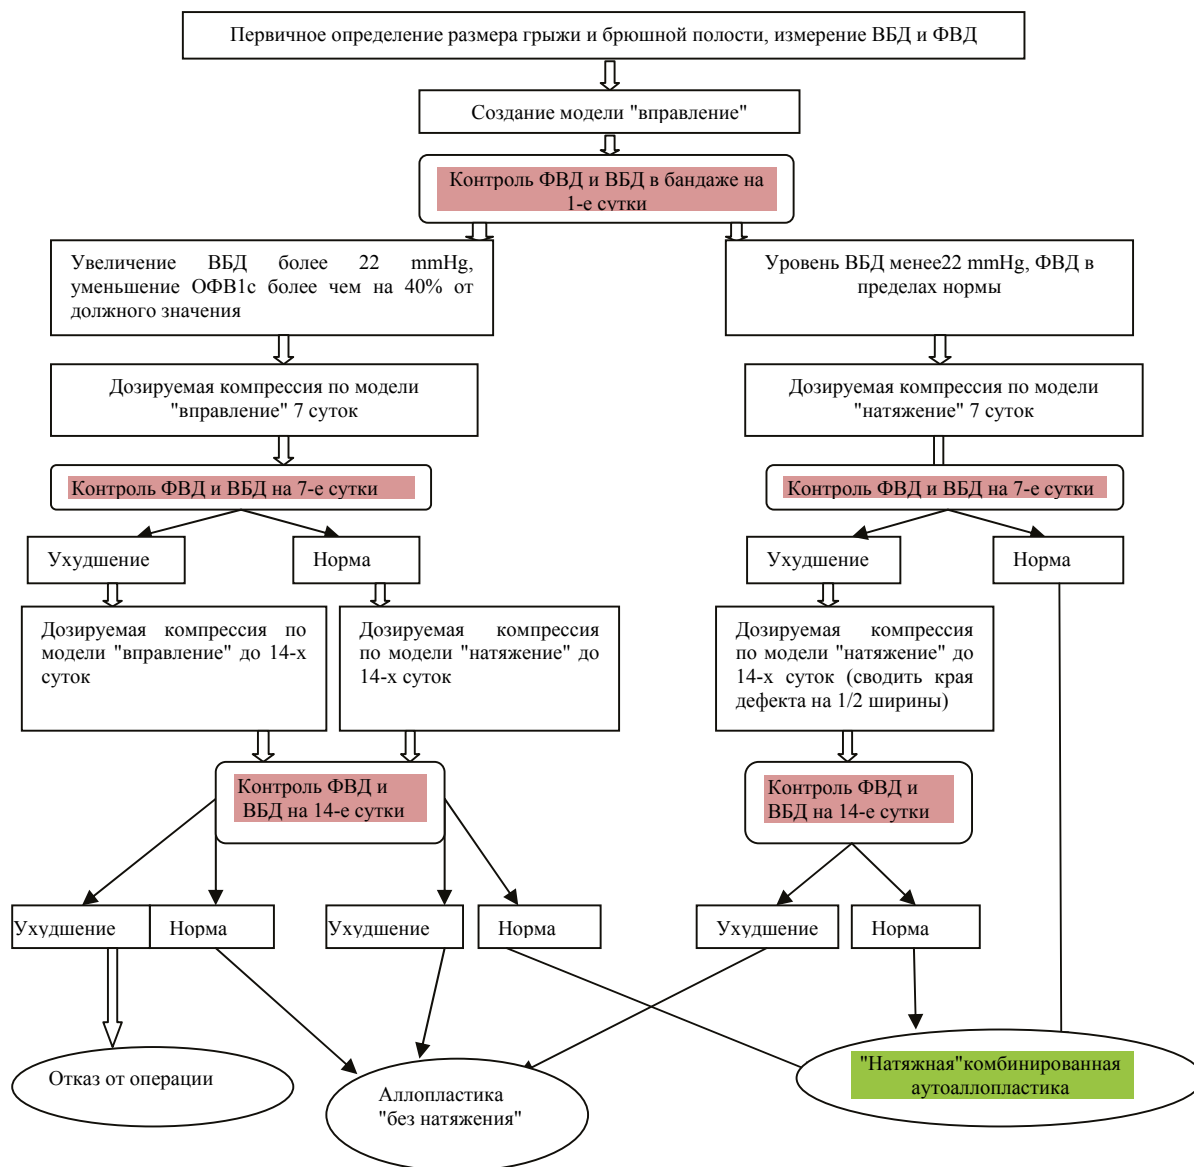 Первичное определение размера грыжи и брюшной полости, измерение ВБД и ФВД
Создание модели "вправление"
Контроль ФВД и ВБД в бандаже на
1-е сутки
Увеличение ВБД более 22 mmHg,
уменьшение ОФВ1с более чем на 40% от
должного значения
Уровень ВБД менее22 mmHg, ФВД в
пределах нормы
Дозируемая компрессия по модели
"вправление" 7 суток
Дозируемая компрессия по модели
"натяжение" 7 суток
Контроль ФВД и ВБД на 7-е сутки
Контроль ФВД и ВБД на 7-е сутки
Ухудшение
Норма
Ухудшение
Норма
Дозируемая компрессия по
модели "вправление" до 14-х
суток
Дозируемая компрессия
по модели "натяжение" до
14-х суток
Дозируемая компрессия
по модели "натяжение" до
14-х суток (сводить края
дефекта на 1/2 ширины)
Контроль ФВД и
ВБД на 14-е сутки
Контроль ФВД и
ВБД на 14-е сутки
Ухудшение
Норма
Ухудшение
Норма
Ухудшение
Норма
Отказ от операции
Аллопластика
"без натяжения"
"Натяжная"комбинированная
аутоаллопластика